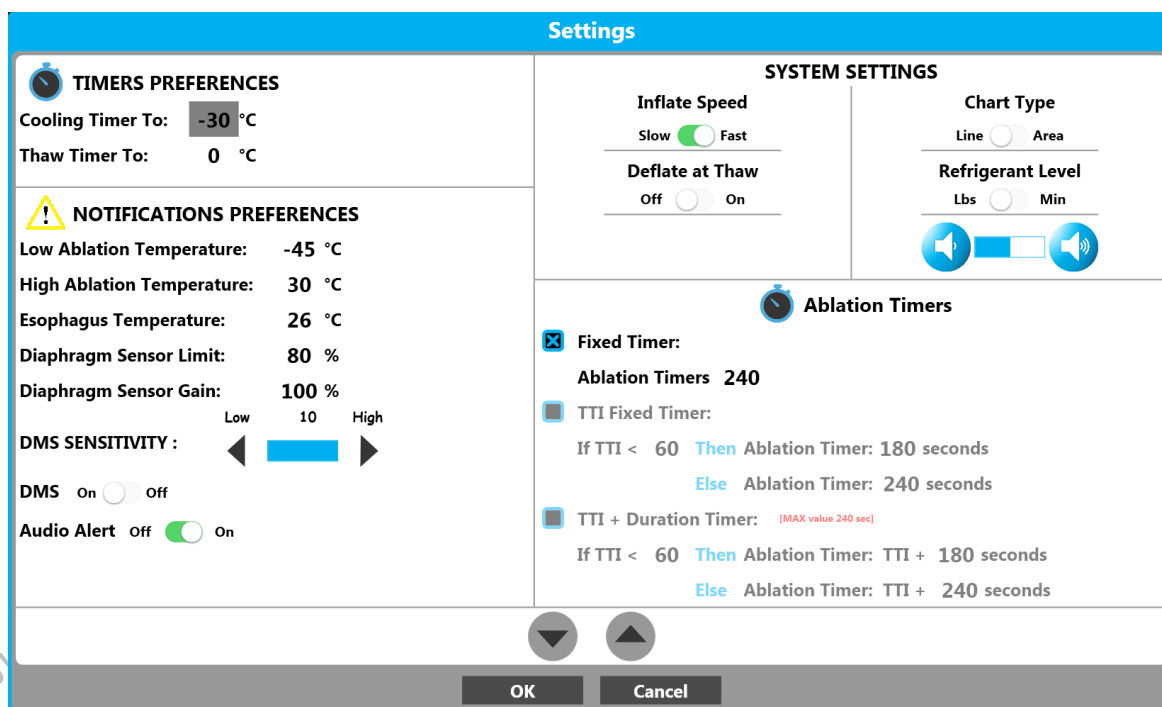 Settings
TIMERS PREFERENCES
Cooling Timer To: -30 °C
Thaw Timer To: 0 °C
NOTIFICATIONS PREFERENCES
Low Ablation Temperature: -45 °C
High Ablation Temperature: 30 °C
Esophagus Temperature: 26 °C
Diaphragm Sensor Limit: 80 %
Diaphragm Sensor Gain: 100 %
Low 10 High
DMS SENSITIVITY :
DMS On Off
Audio Alert Off On
SYSTEM SETTINGS
Inflate Speed
Slow Fast
Deflate at Thaw
Off On
Chart Type
Line Area
Refrigerant Level
Lbs Min
Ablation Timers
Fixed Timer:
Ablation Timers 240
TTI Fixed Timer:
If TTI < 60 Then Ablation Timer: 180 seconds
Else Ablation Timer: 240 seconds
TTI + Duration Timer: [MAX value 240 sec]
If TTI < 60 Then Ablation Timer: TTI + 180 seconds
Else Ablation Timer: TTI + 240 seconds
OK Cancel